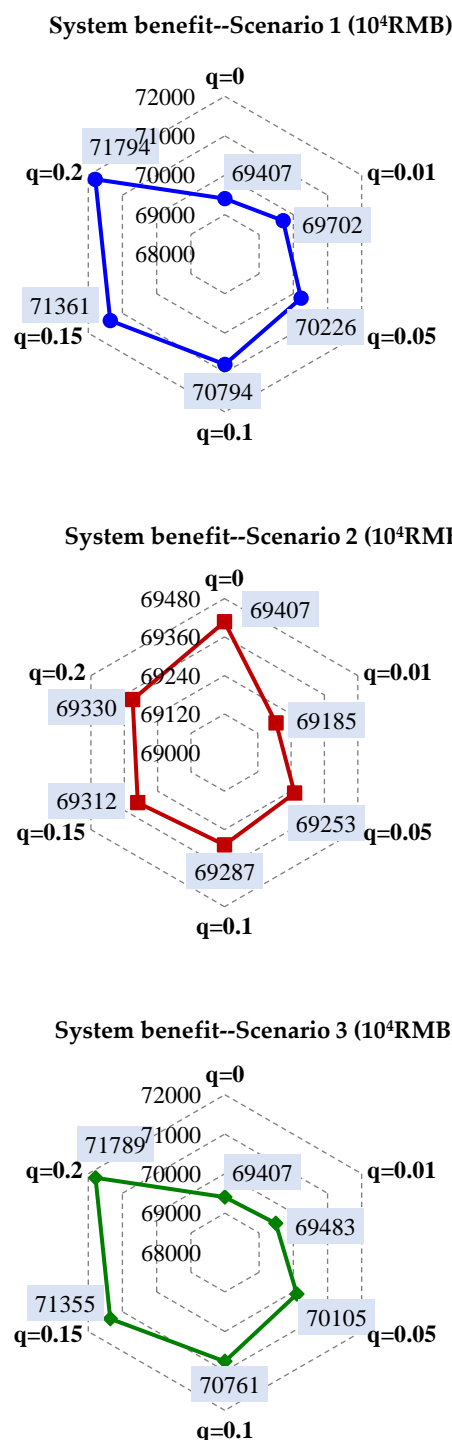 System benefit--Scenario 1 (10⁴RMB)
q=0
72000
71000
71794
69407
q=0.2
70000
q=0.01
69000
69702
68000
71361
70226
q=0.15
q=0.05
70794
q=0.1
System benefit--Scenario 2 (10⁴RMB
q=0
69480
69407
69360
q=0.2
69240
q=0.01
69330
69120
69185
69000
69312
69253
q=0.15
q=0.05
69287
q=0.1
System benefit--Scenario 3 (10⁴RMB
q=0
72000
71000
71789
69407
q=0.2
70000
q=0.01
69000
69483
68000
71355
70105
q=0.15
q=0.05
70761
q=0.1